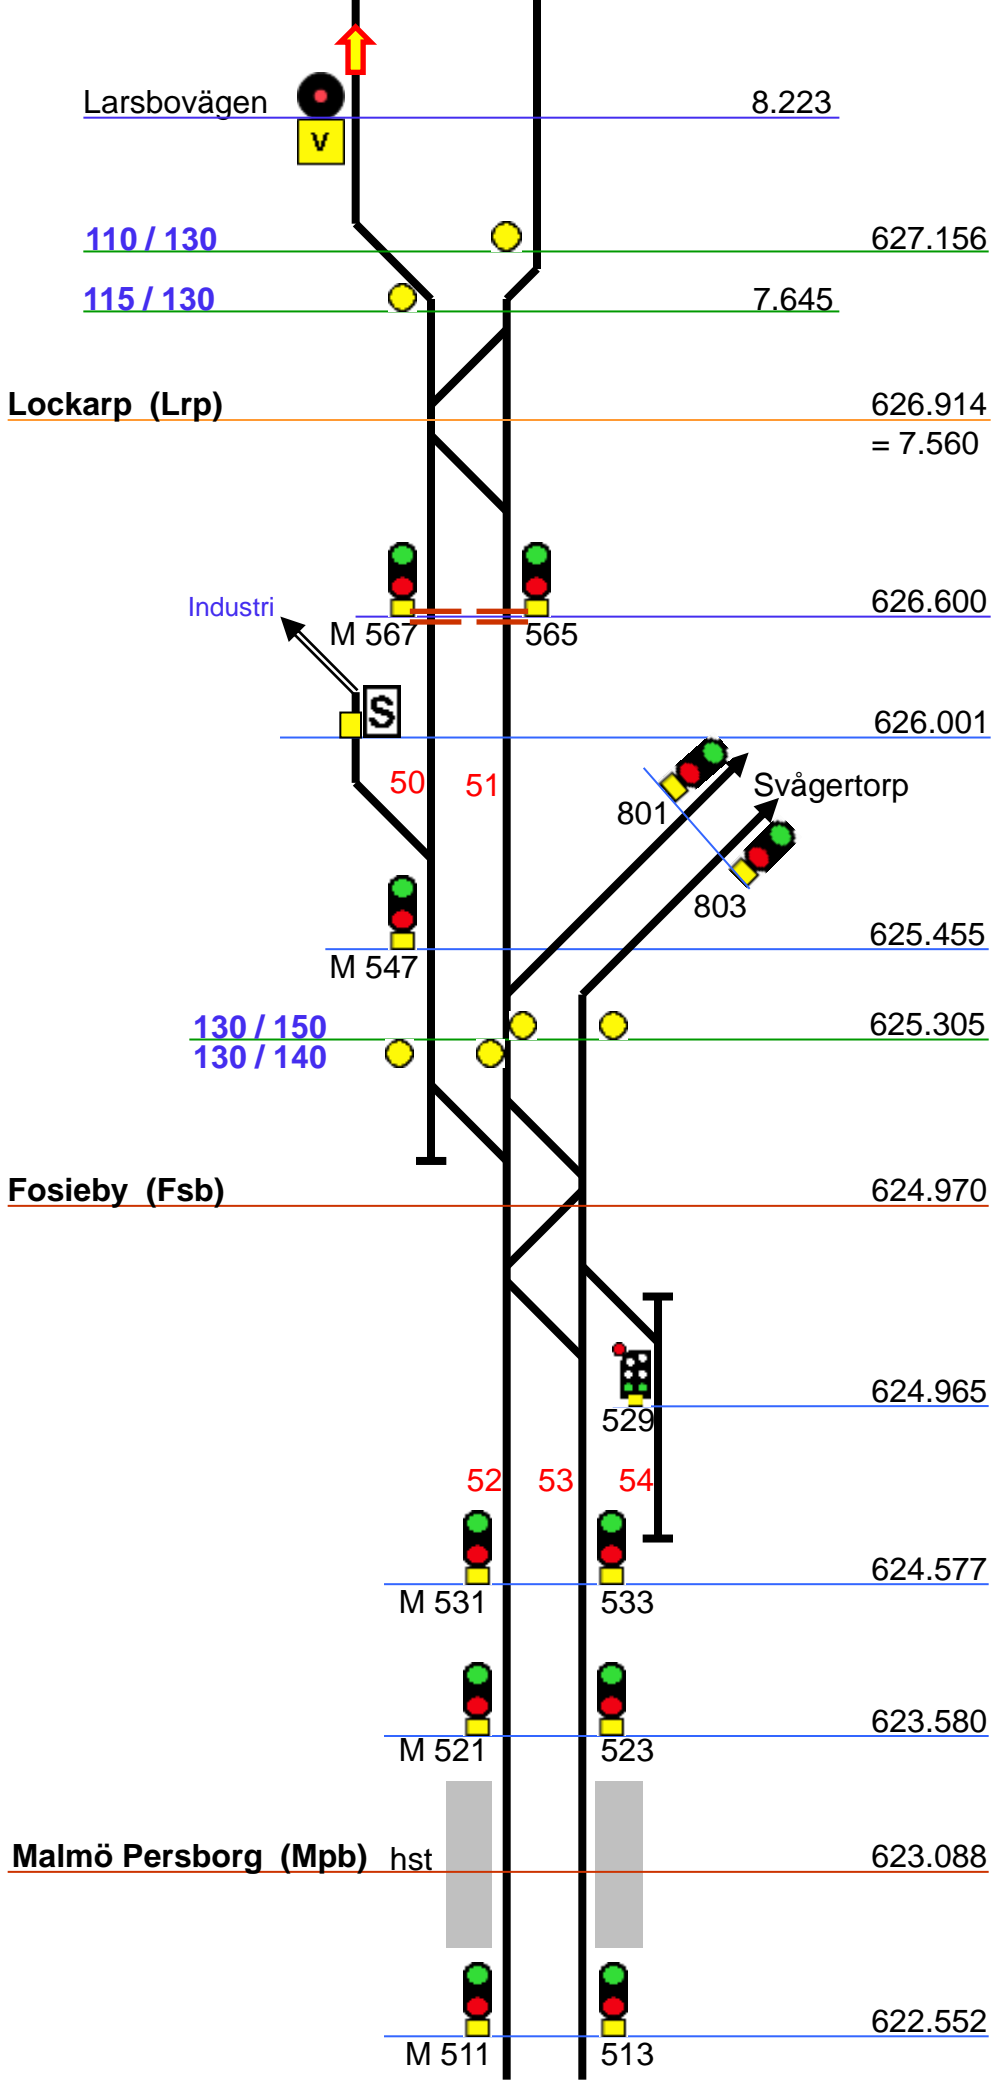 Larsbovägen 8.223
V
110 / 130 627.156
115 / 130 7.645
Lockarp (Lrp) 626.914
= 7.560
Industri 626.600
M 567 565
S 626.001
50 51
Svågertorp
801
803
625.455
M 547
130 / 150 625.305
130 / 140
Fosieby (Fsb) 624.970
624.965
529
52 53 54
624.577
M 531 533
623.580
M 521 523
Malmö Persborg (Mpb) hst 623.088
622.552
M 511 513